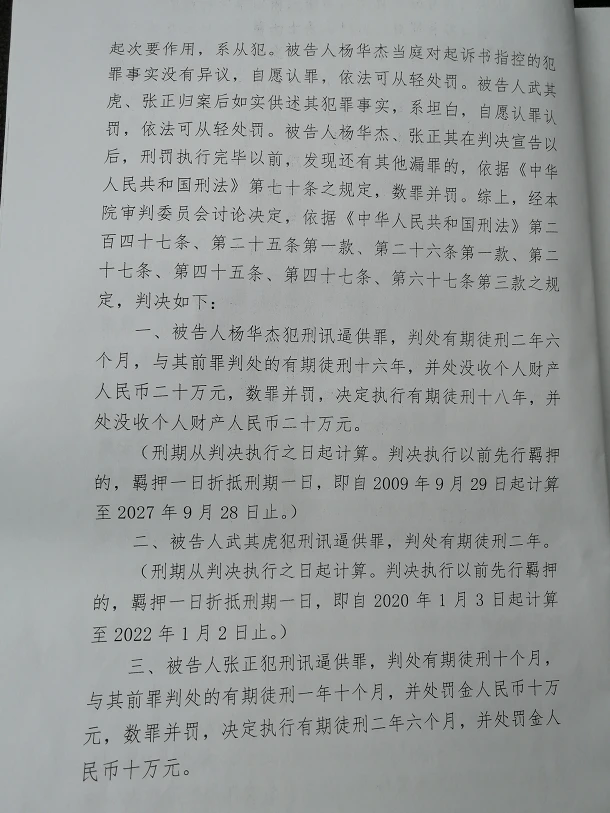 起次要作用，系从犯。被告人杨华杰当庭对起诉书指控的犯
罪事实没有异议，自愿认罪，依法可从轻处罚。被告人武其
虎、张正归案后如实供述其犯罪事实，系坦白，自愿认罪认
罚，依法可从轻处罚。被告人杨华杰、张正其在判决宣告以
后，刑罚执行完毕以前，发现还有其他漏罪的，依据《中华
人民共和国刑法》第七十条之规定，数罪并罚。综上，经本
院审判委员会讨论决定，依据《中华人民共和国刑法》第二
百四十七条、第二十五条第一款、第二十六条第一款、第二
十七条、第四十五条、第四十七条、第六十七条第三款之规
定，判决如下：
一、被告人杨华杰犯刑讯逼供罪，判处有期徒刑二年六
个月，与其前罪判处的有期徒刑十六年，并处没收个人财产
人民币二十万元，数罪并罚，决定执行有期徒刑十八年，并
处没收个人财产人民币二十万元。
（刑期从判决执行之日起计算。判决执行以前先行羁押
的，羁押一日折抵刑期一日，即自 2009 年 9 月 29 日起计算
至 2027 年 9 月 28 日止。）
二、被告人武其虎犯刑讯逼供罪，判处有期徒刑二年。
（刑期从判决执行之日起计算。判决执行以前先行羁押
的，羁押一日折抵刑期一日，即自 2020 年 1 月 3 日起计算
至 2022 年 1 月 2 日止。）
三、被告人张正犯刑讯逼供罪，判处有期徒刑十个月，
与其前罪判处的有期徒刑一年十个月，并处罚金人民币十万
元，数罪并罚，决定执行有期徒刑二年六个月，并处罚金人
民币十万元。